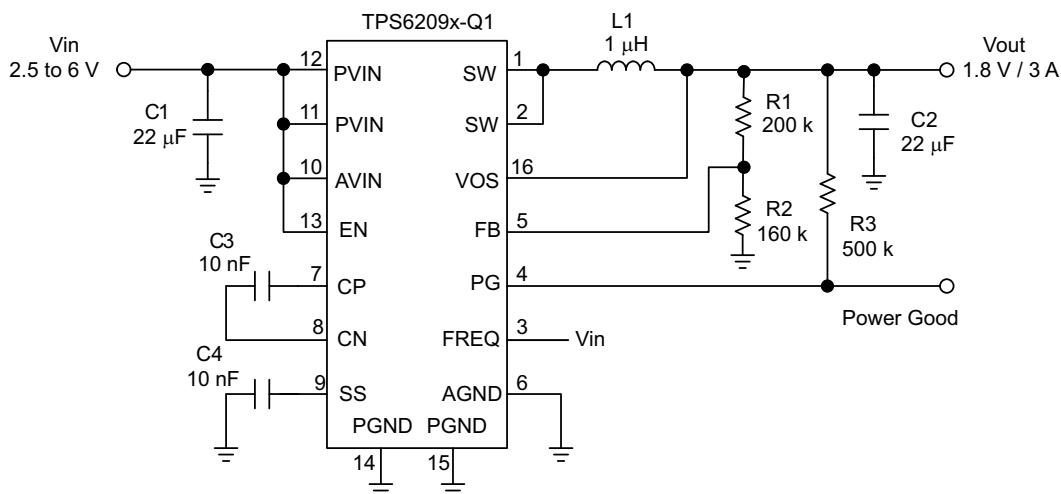 TPS6209x-Q1
Vin
2.5 to 6 V
C1
22 μF
12
PVIN
11
PVIN
10
AVIN
13
EN
C3
10 nF
7
CP
8
CN
C4
10 nF
9
SS
PGND
14
PGND
15
1
SW
2
SW
16
VOS
5
FB
4
PG
3
FREQ
Vin
6
AGND
L1
1 μH
R1
200 k
R2
160 k
R3
500 k
C2
22 μF
Vout
1.8 V / 3 A
Power Good